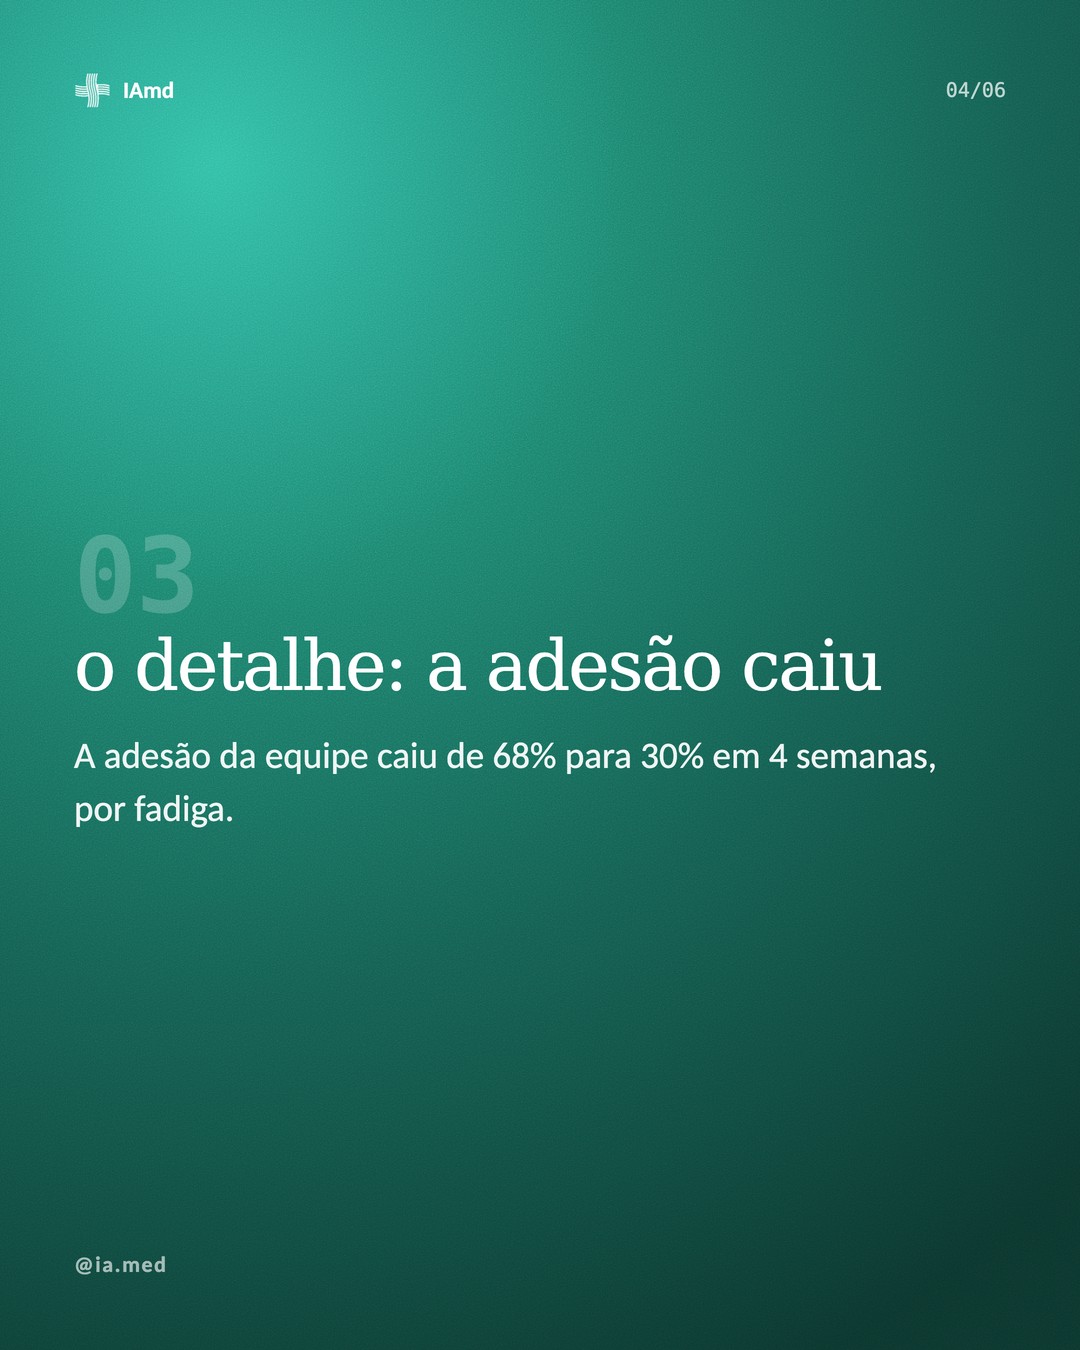 IAmd
04/06
03
o detalhe: a adesão caiu
A adesão da equipe caiu de 68% para 30% em 4 semanas,
por fadiga.
@ia.med